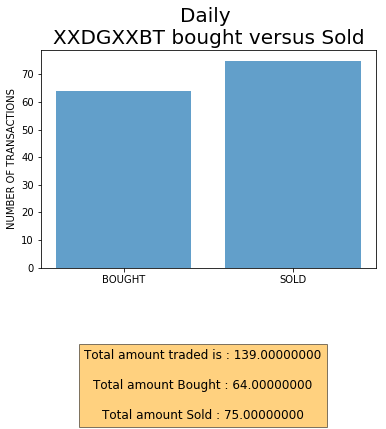 Daily
XXDGXXBT bought versus Sold
NUMBER OF TRANSACTIONS
70
60
50
40
30
20
10
0
BOUGHT SOLD
Total amount traded is : 139.00000000
Total amount Bought : 64.00000000
Total amount Sold : 75.00000000